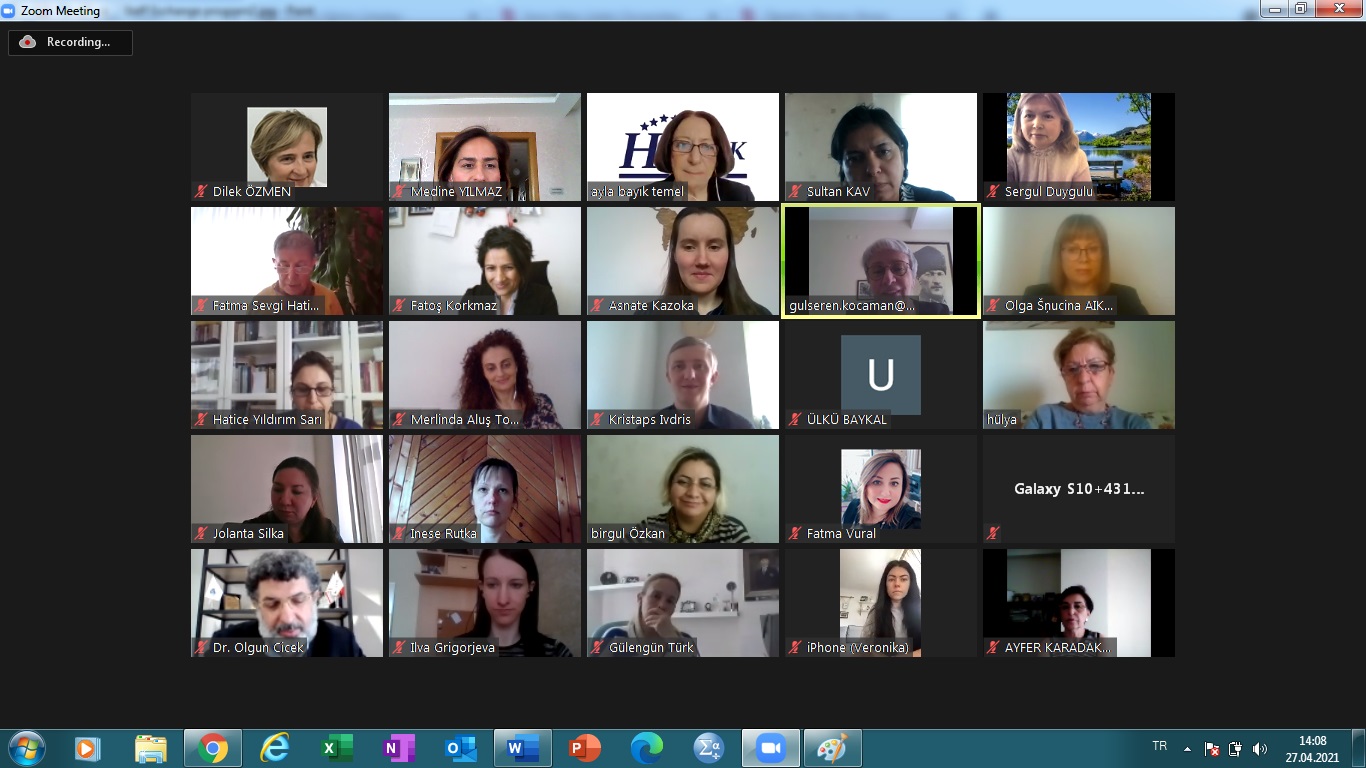 Zoom Meeting
Recording...
Dilek ÖZMEN
Medine YILMAZ
H K
ayla bayık temel
Sultan KAV
Sergul Duygulu
Fatma Sevgi Hati...
Fatoş Korkmaz
Asnate Kazoka
gulseren.kocaman@...
Olga Šņucina AIK...
Hatice Yıldırım Sarı
Merlinda Aluş To...
Kristaps Ivdris
U
ÜLKÜ BAYKAL
hülya
Jolanta Silka
Inese Rutka
birgul Özkan
Fatma Vural
Galaxy S10+431...
Dr. Olgun Cicek
Ilva Grigorjeva
Gülengün Türk
iPhone (Veronika)
AYFER KARADAK...
TR
14:08
27.04.2021